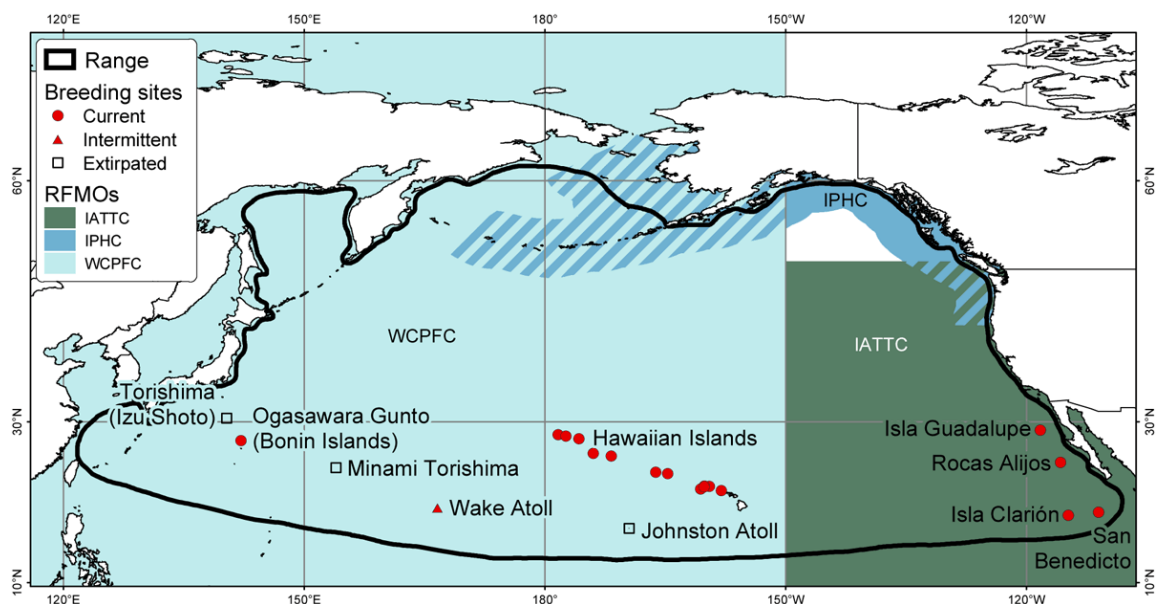 120°E
150°E
180°
150°W
120°W
Range
Breeding sites
Current
Intermittent
Extirpated
RFMOs
IATTC
IPHC
WCPFC
60°N
60°N
IPHC
WCPFC
IATTC
Torishima
(Izu Shoto)
Ogasawara Gunto
(Bonin Islands)
Minami Torishima
Wake Atoll
Hawaiian Islands
Johnston Atoll
Isla Guadalupe
Rocas Alijos
Isla Clarión
San
Benedicto
30°N
30°N
10°N
10°N
120°E
150°E
180°
150°W
120°W